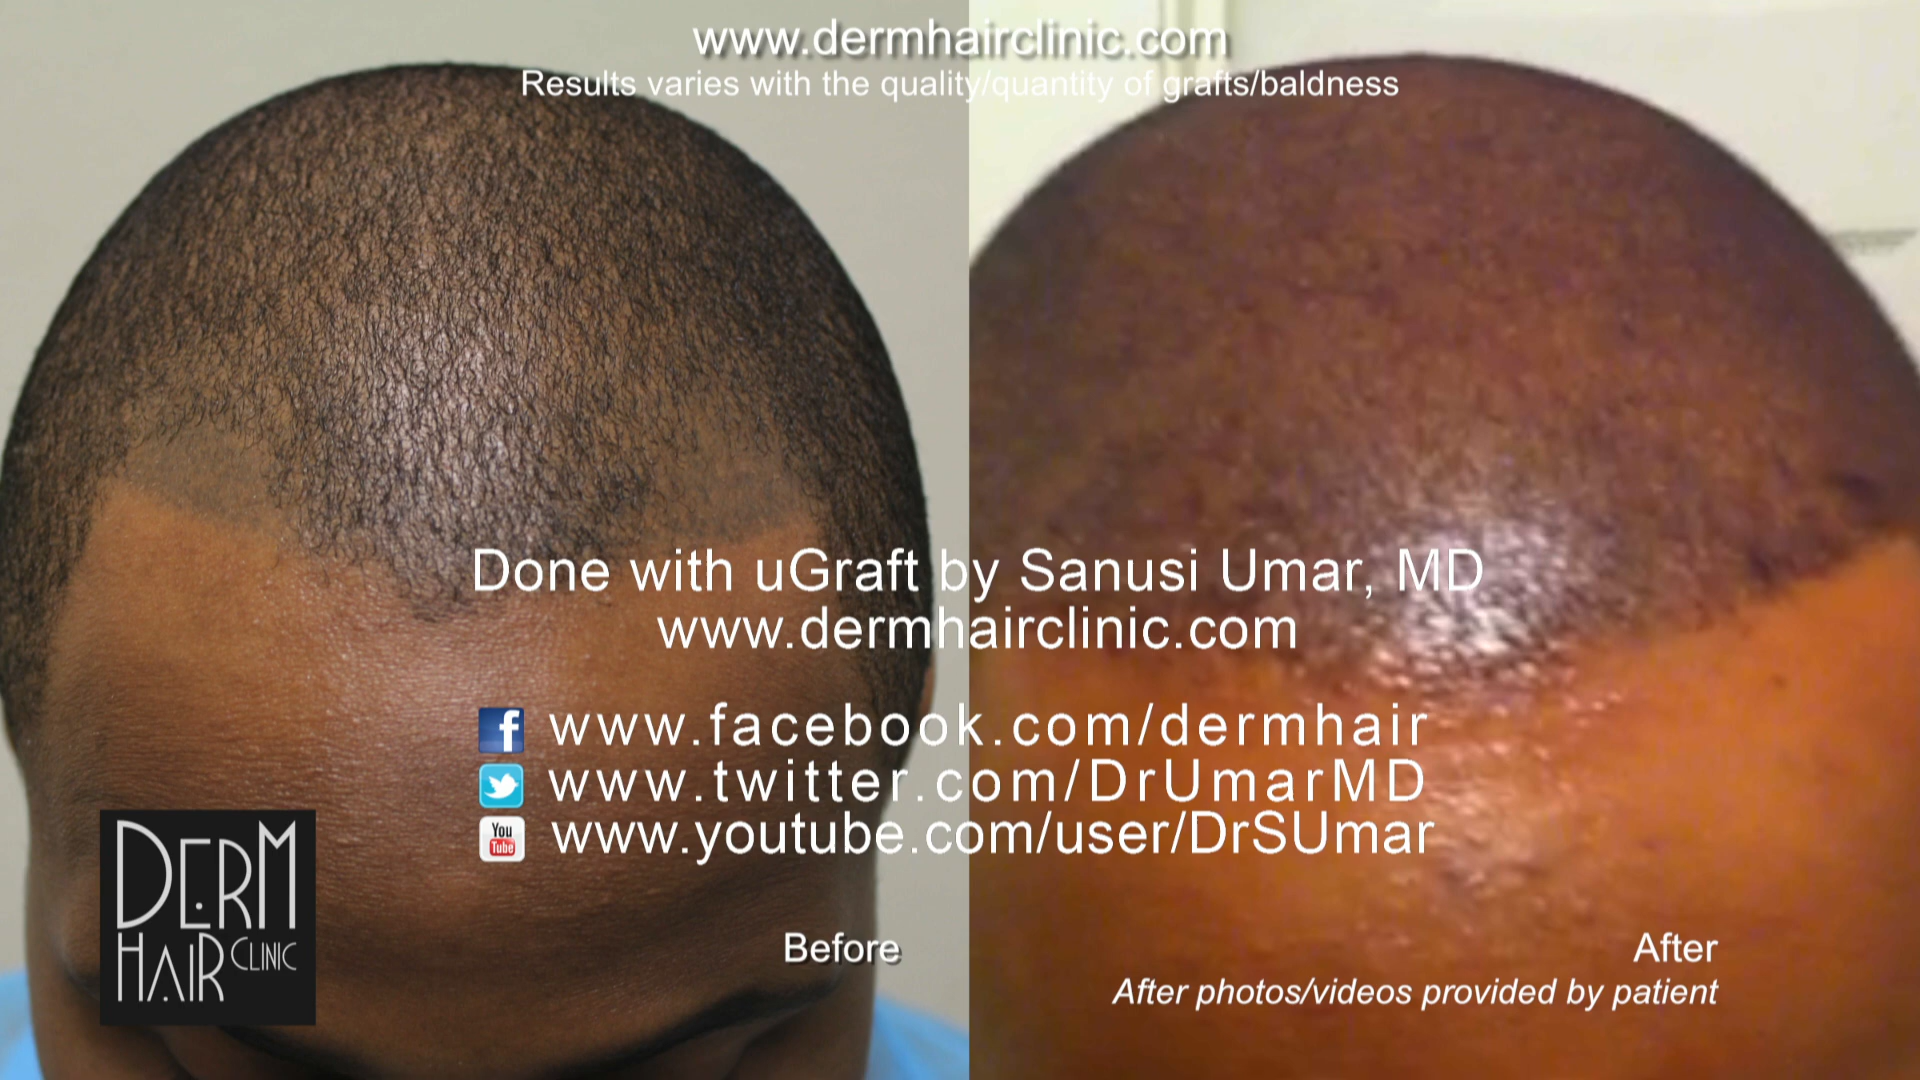 www.dermhairclinic.com
Results varies with the quality/quantity of grafts/baldness
Done with uGraft by Sanusi Umar, MD
www.dermhairclinic.com
f www.facebook.com/dermhair
www.twitter.com/DrUmarMD
You Tube www.youtube.com/user/DrSUmar
DERM
HAIR CLINIC
Before
After
After photos/videos provided by patient